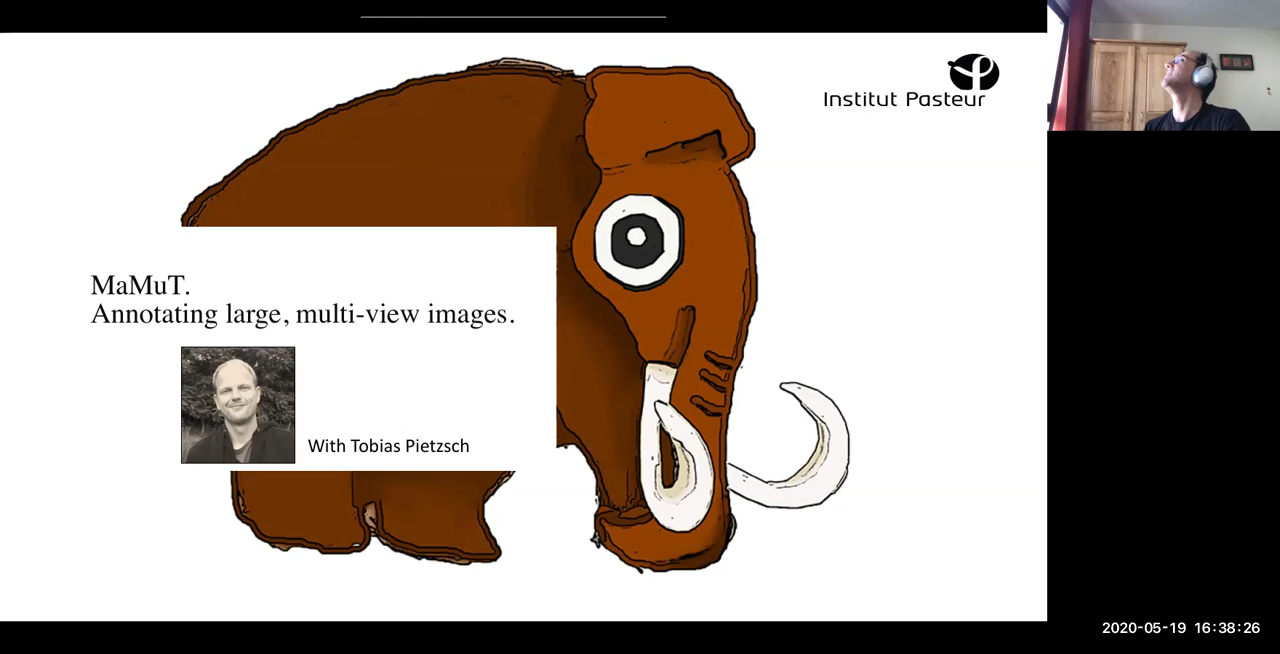 Institut Pasteur
MaMuT.
Annotating large, multi-view images.
With Tobias Pietzsch
2020-05-19 16:38:26